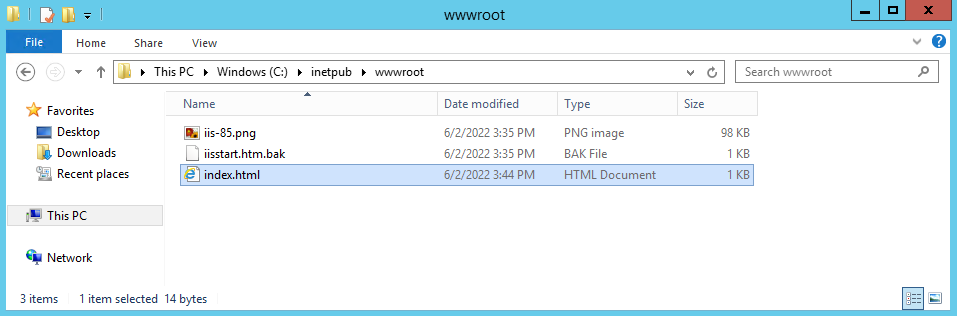 wwwroot
File Home Share View
This PC Windows (C:) inetpub wwwroot Search wwwroot
Favorites
Desktop
Downloads
Recent places
This PC
Network
Name Date modified Type Size
iis-85.png 6/2/2022 3:35 PM PNG image 98 KB
iisstart.htm.bak 6/2/2022 3:35 PM BAK File 1 KB
index.html 6/2/2022 3:44 PM HTML Document 1 KB
3 items 1 item selected 14 bytes